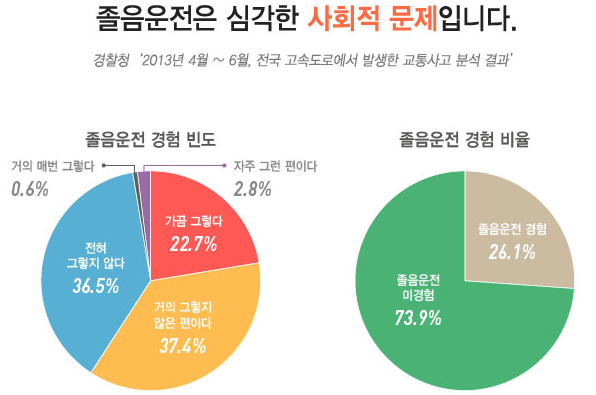 졸음운전은 심각한 사회적 문제입니다.
경찰청 ‘2013년 4월 ~ 6월, 전국 고속도로에서 발생한 교통사고 분석 결과’
졸음운전 경험 빈도
거의 매번 그렇다
0.6%
자주 그런 편이다
2.8%
가끔 그렇다
22.7%
전혀
그렇지 않다
36.5%
거의 그렇지
않은 편이다
37.4%
졸음운전 경험 비율
졸음운전 경험
26.1%
졸음운전
미경험
73.9%